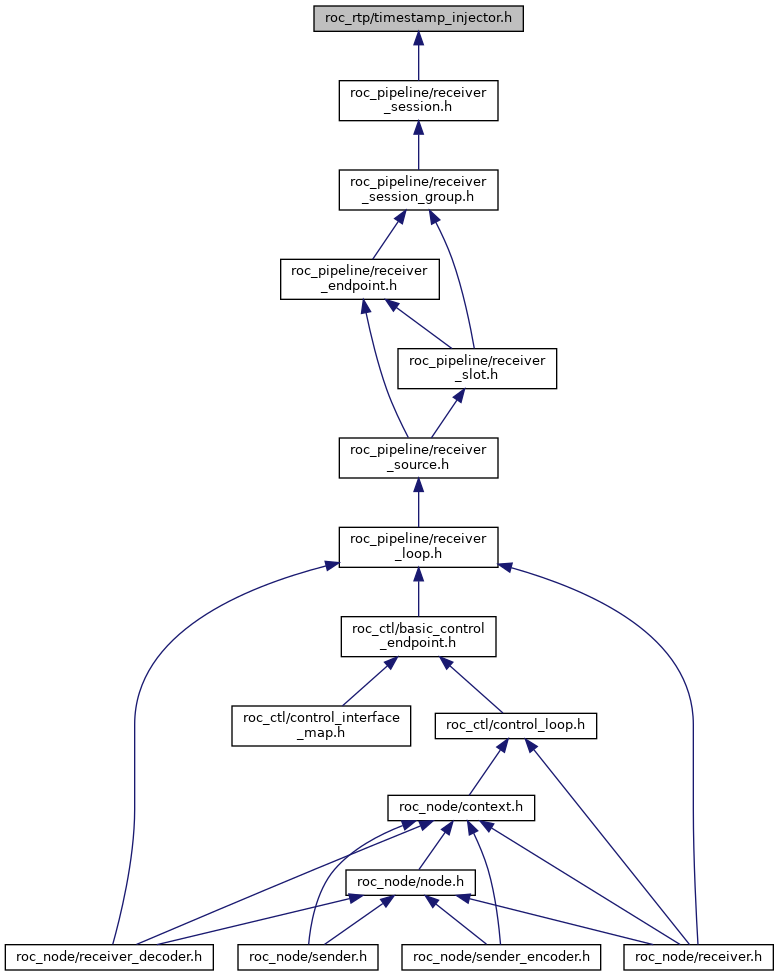 roc_rtp/timestamp_injector.h
roc_pipeline/receiver
_session.h
roc_pipeline/receiver
_session_group.h
roc_pipeline/receiver
_endpoint.h
roc_pipeline/receiver
_slot.h
roc_pipeline/receiver
_source.h
roc_pipeline/receiver
_loop.h
roc_ctl/basic_control
_endpoint.h
roc_ctl/control_interface
_map.h
roc_ctl/control_loop.h
roc_node/context.h
roc_node/node.h
roc_node/receiver_decoder.h
roc_node/sender.h
roc_node/sender_encoder.h
roc_node/receiver.h